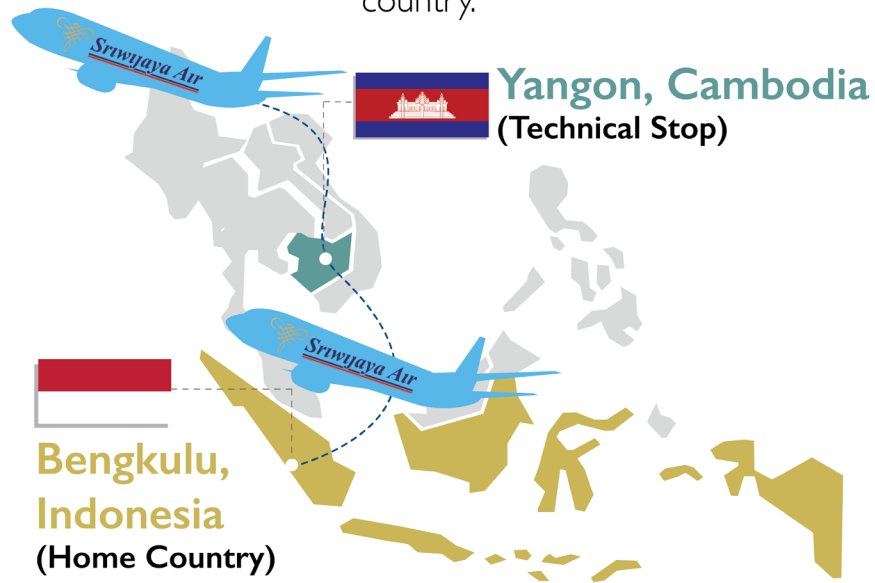 country.
Sriwijaya Air
Yangon, Cambodia
(Technical Stop)
Sriwijaya Air
Bengkulu,
Indonesia
(Home Country)